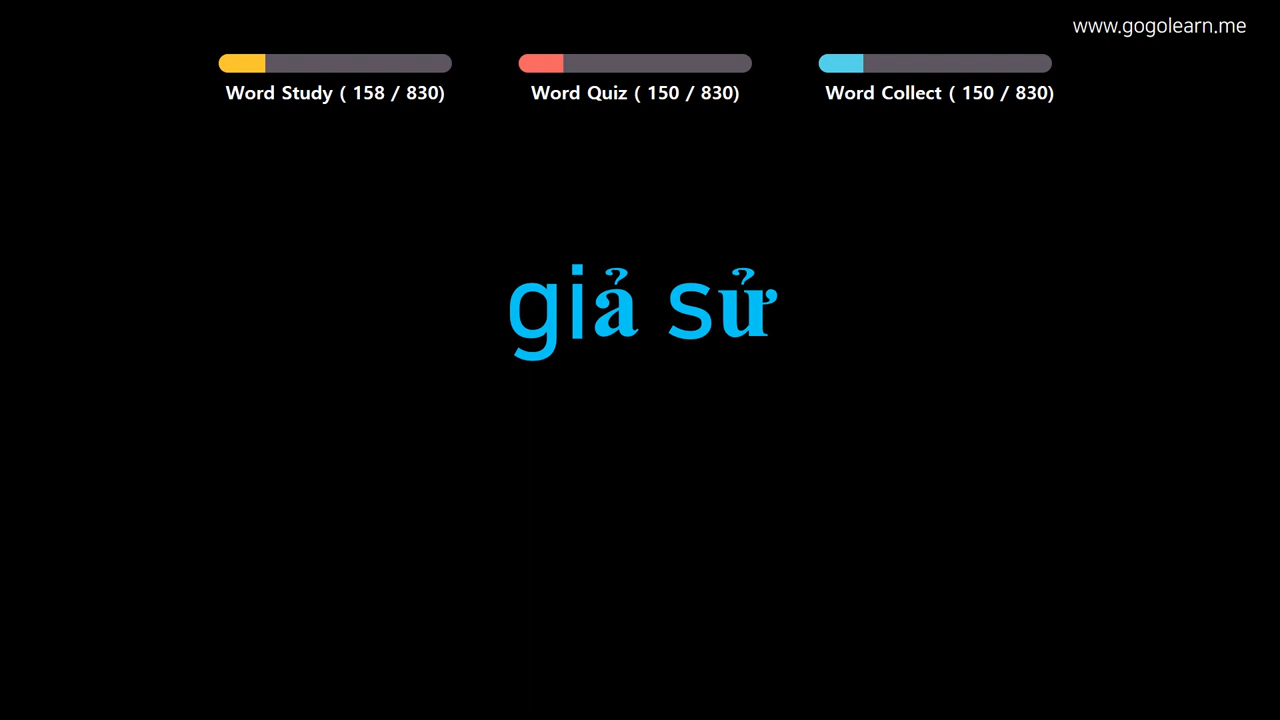 www.gogolearn.me
Word Study ( 158 / 830)
Word Quiz ( 150 / 830)
Word Collect ( 150 / 830)
giả sử